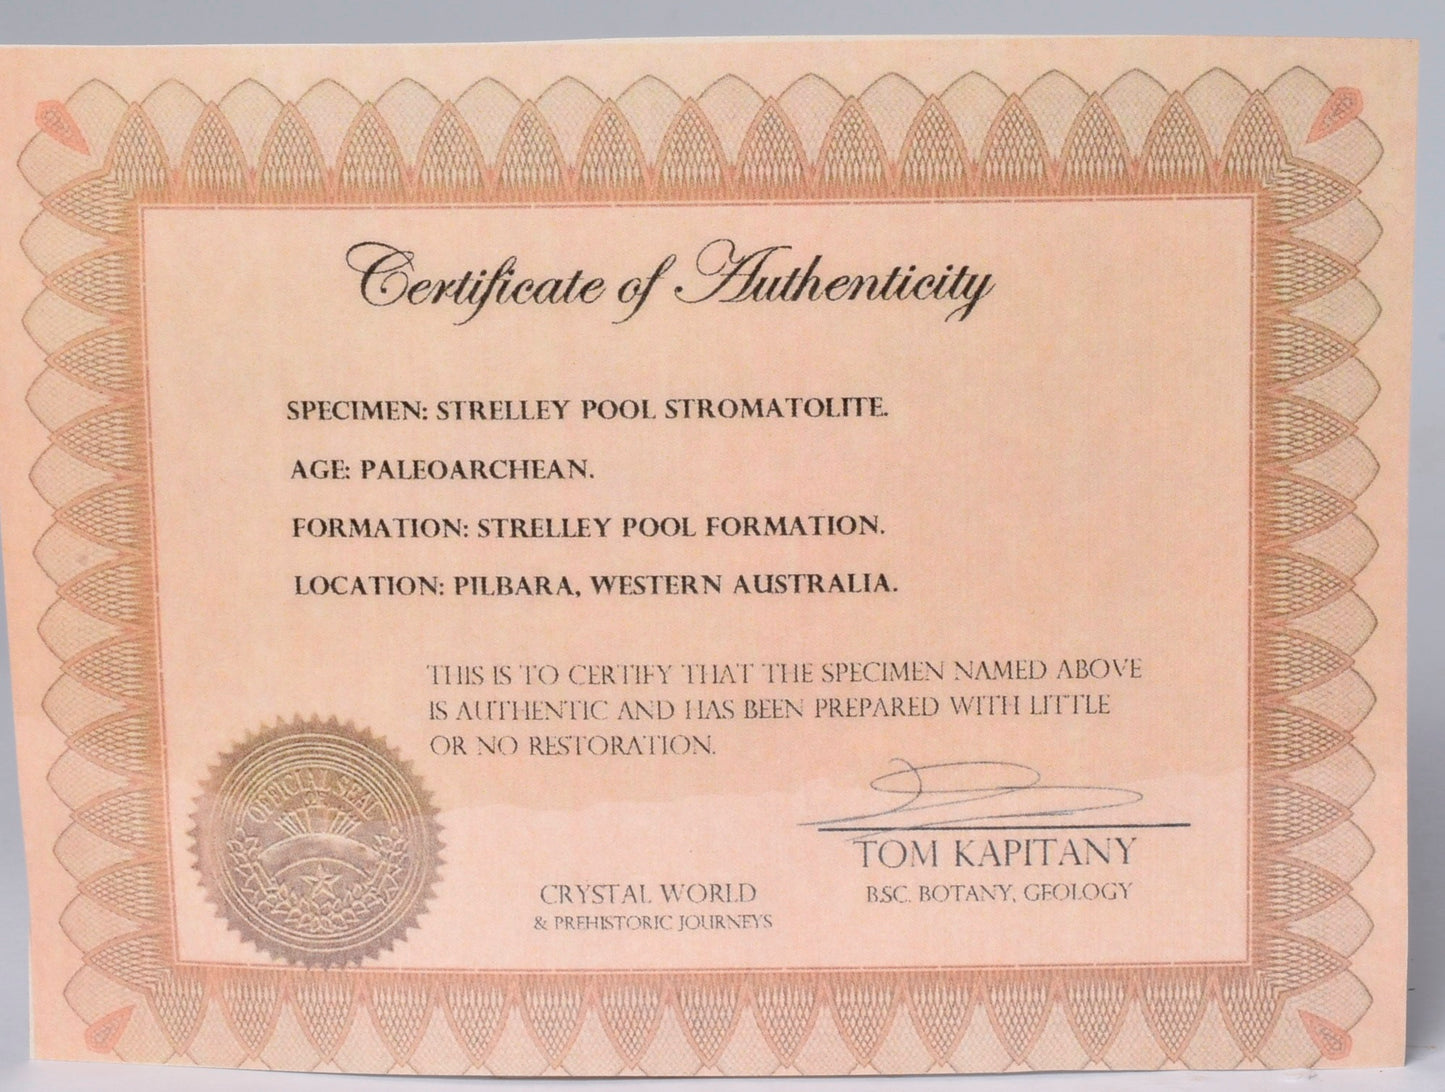 Certificate of Authenticity
SPECIMEN: STRELLEY POOL STROMATOLITE.
AGE: PALEOARCHEAN.
FORMATION: STRELLEY POOL FORMATION.
LOCATION: PILBARA, WESTERN AUSTRALIA.
THIS IS TO CERTIFY THAT THE SPECIMEN NAMED ABOVE
IS AUTHENTIC AND HAS BEEN PREPARED WITH LITTLE
OR NO RESTORATION.
OFFICIAL SEAL
TOM KAPITANY
B.SC. BOTANY, GEOLOGY
CRYSTAL WORLD
& PREHISTORIC JOURNEYS